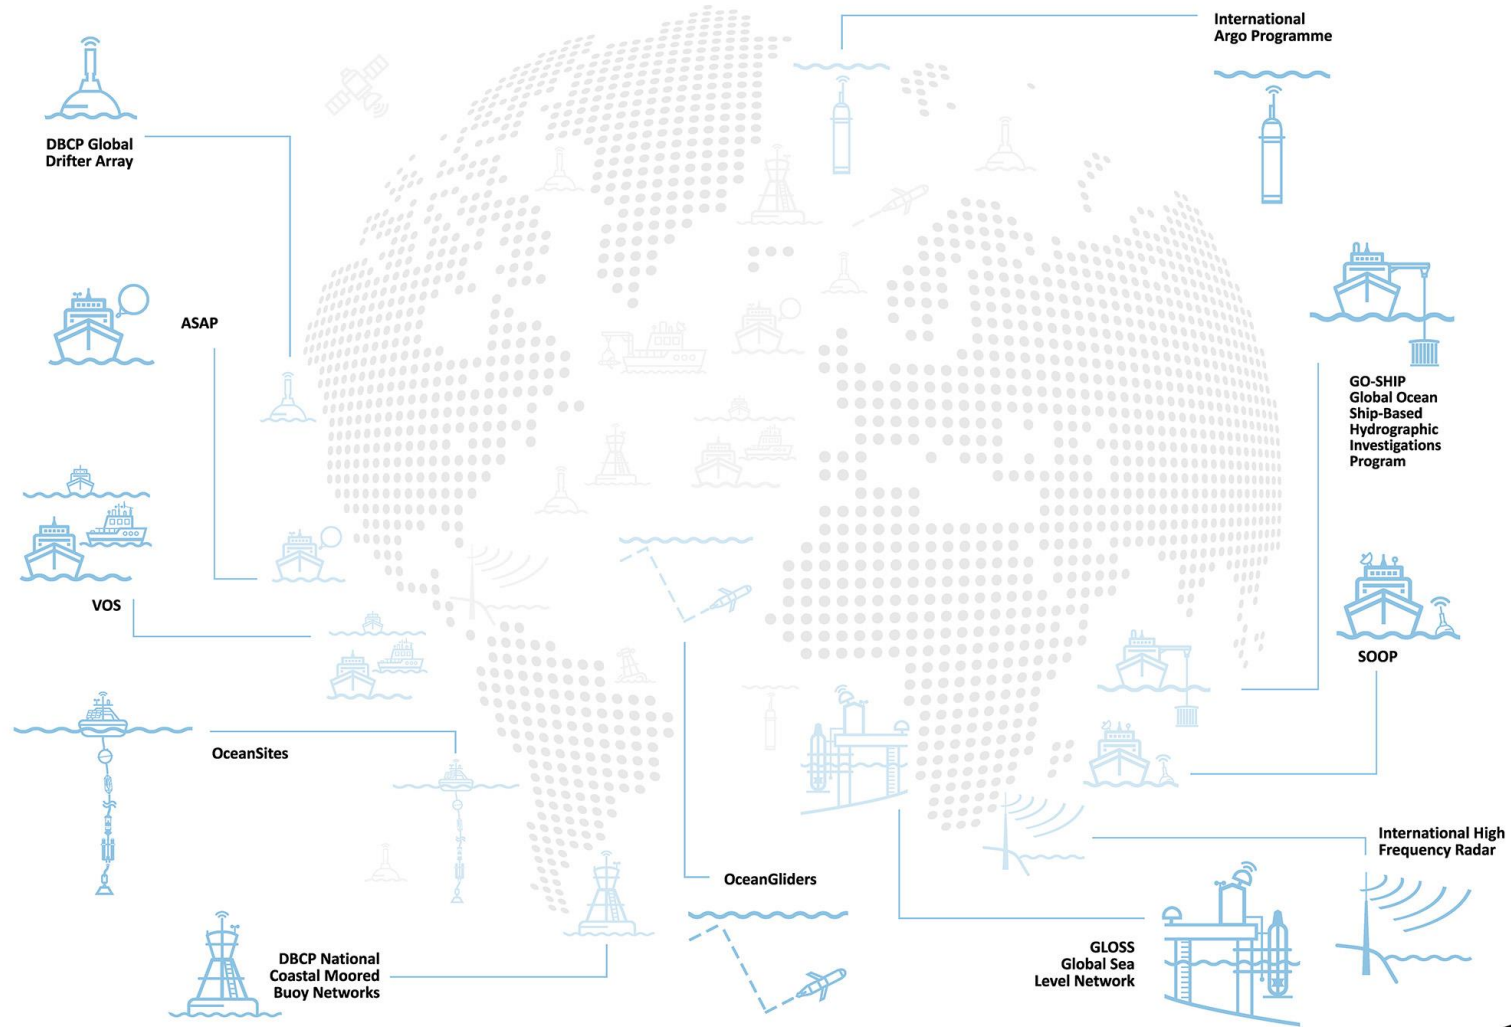 International
Argo Programme
DBCP Global
Drifter Array
ASAP
GO-SHIP
Global Ocean
Ship-Based
Hydrographic
Investigations
Program
VOS
SOOP
OceanSites
International High
Frequency Radar
OceanGliders
GLOSS
Global Sea
Level Network
DBCP National
Coastal Moored
Buoy Networks